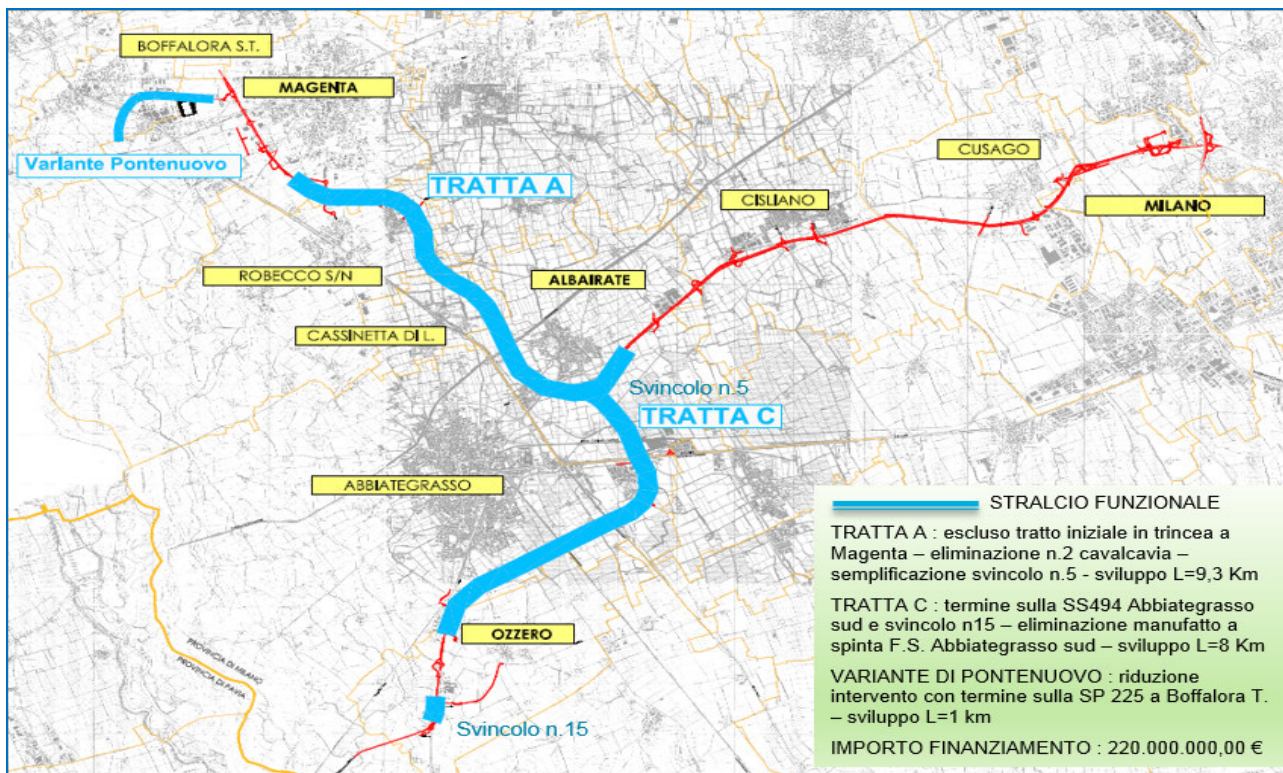 BOFFALORA S.T.
MAGENTA
Variante Pontenuovo
TRATTA A
CUSAGO
CISLIANO
MILANO
ROBECCO S/N
ALBAIRATE
CASSINETTA DI L.
Svincolo n.5
TRATTA C
ABBIATEGRASSO
OZZERO
PROVINCIA DI MILANO
PROVINCIA DI PAVIA
Svincolo n.15
STRALCIO FUNZIONALE
TRATTA A : escluso tratto iniziale in trincea a
Magenta – eliminazione n.2 cavalcavia –
semplificazione svincolo n.5 - sviluppo L=9,3 Km
TRATTA C : termine sulla SS494 Abbiategrasso
sud e svincolo n15 – eliminazione manufatto a
spinta F.S. Abbiategrasso sud – sviluppo L=8 Km
VARIANTE DI PONTENUOVO : riduzione
intervento con termine sulla SP 225 a Boffalora T.
– sviluppo L=1 km
IMPORTO FINANZIAMENTO : 220.000.000,00 €